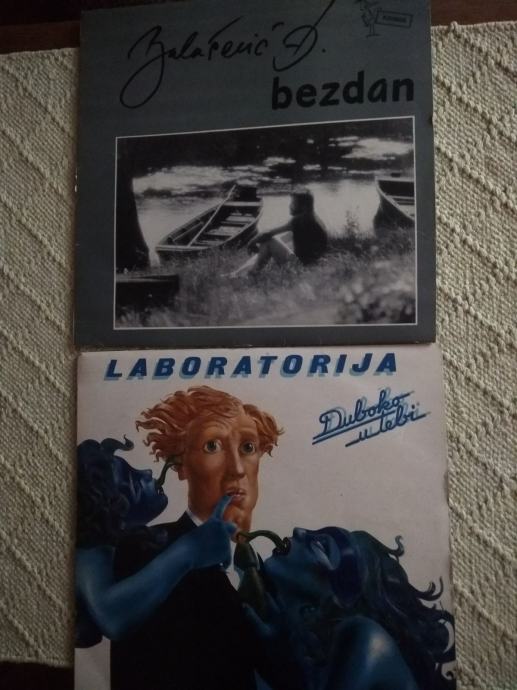 Balašević Đ.
bezdan
LABORATORIJA
Duboko
u tebi